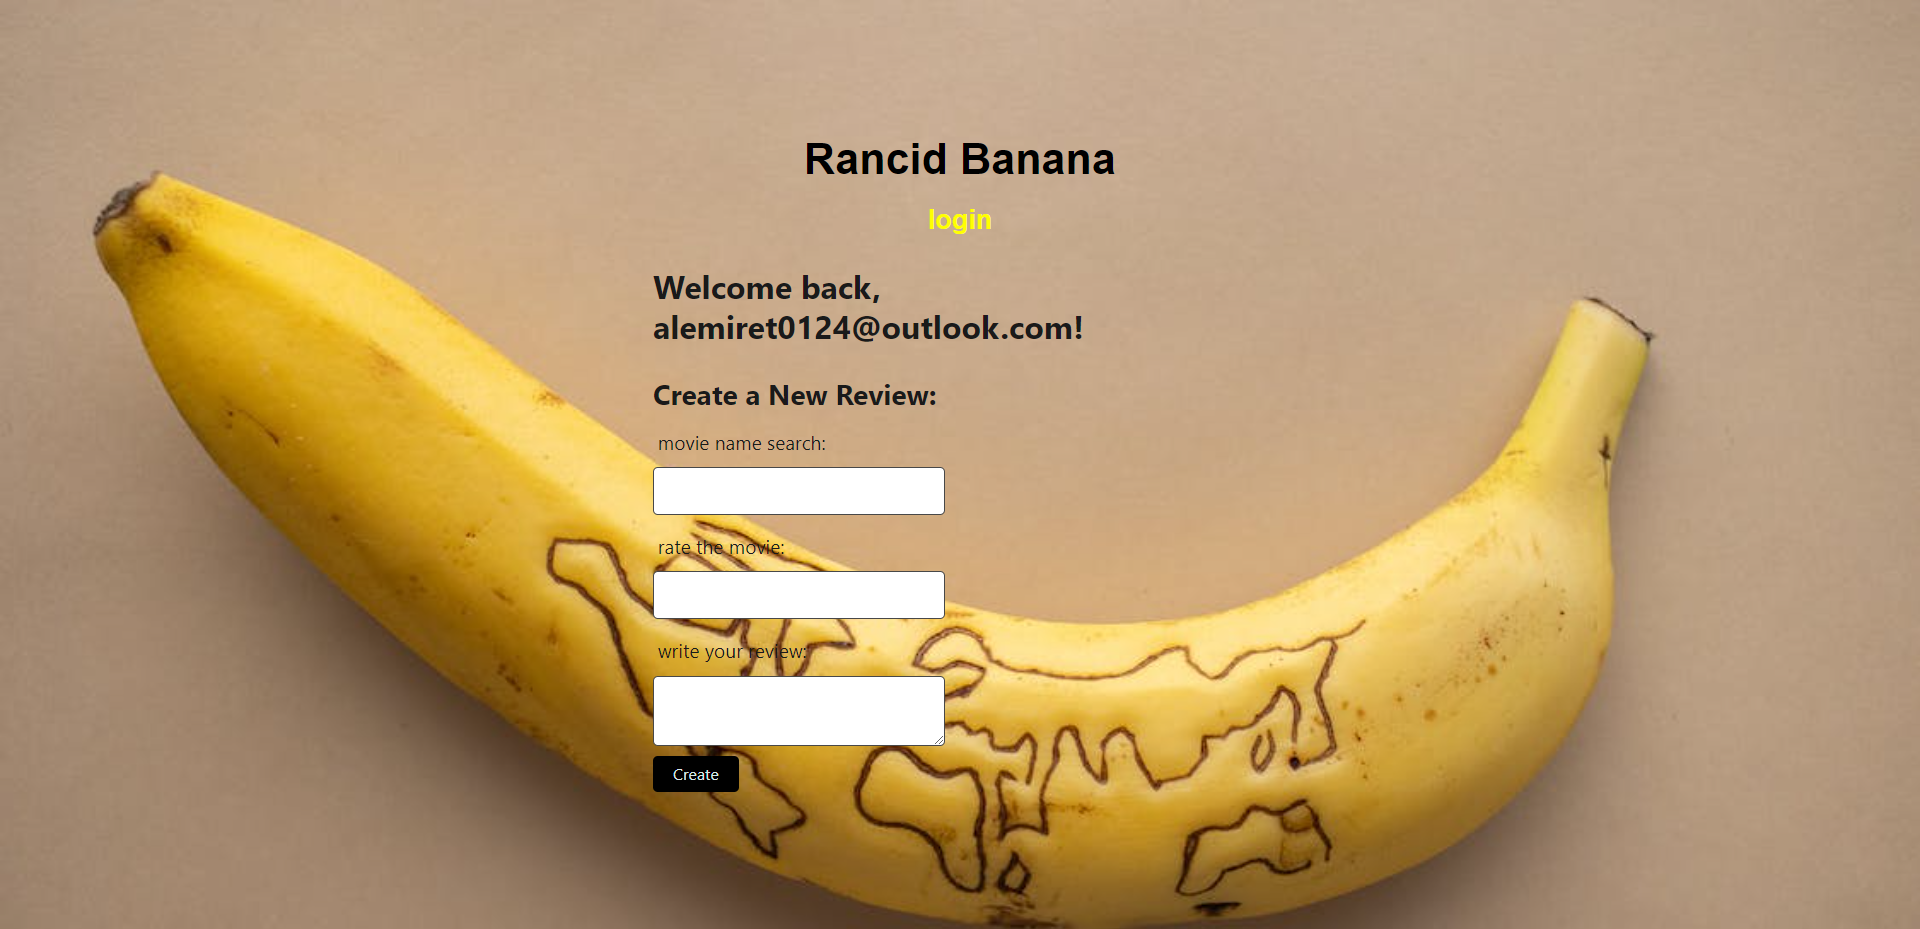 Rancid Banana
login
Welcome back,
alemiret0124@outlook.com!
Create a New Review:
movie name search:
rate the movie:
write your review:
Create